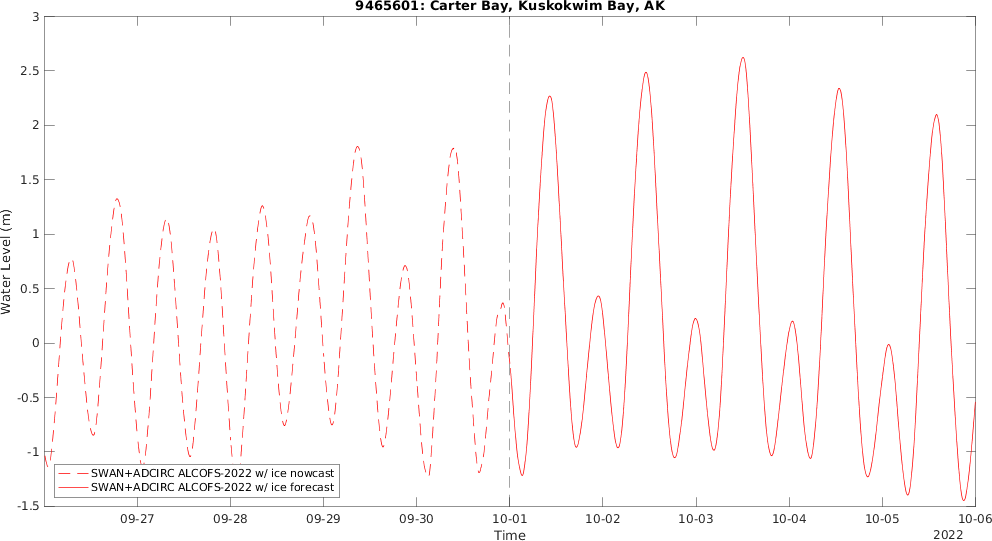 9465601: Carter Bay, Kuskokwim Bay, AK
3
2.5
2
1.5
1
0.5
0
-0.5
-1
-1.5
Water Level (m)
SWAN+ADCIRC ALCOFS-2022 w/ ice nowcast
SWAN+ADCIRC ALCOFS-2022 w/ ice forecast
09-27 09-28 09-29 09-30 10-01 10-02 10-03 10-04 10-05 10-06
Time
2022